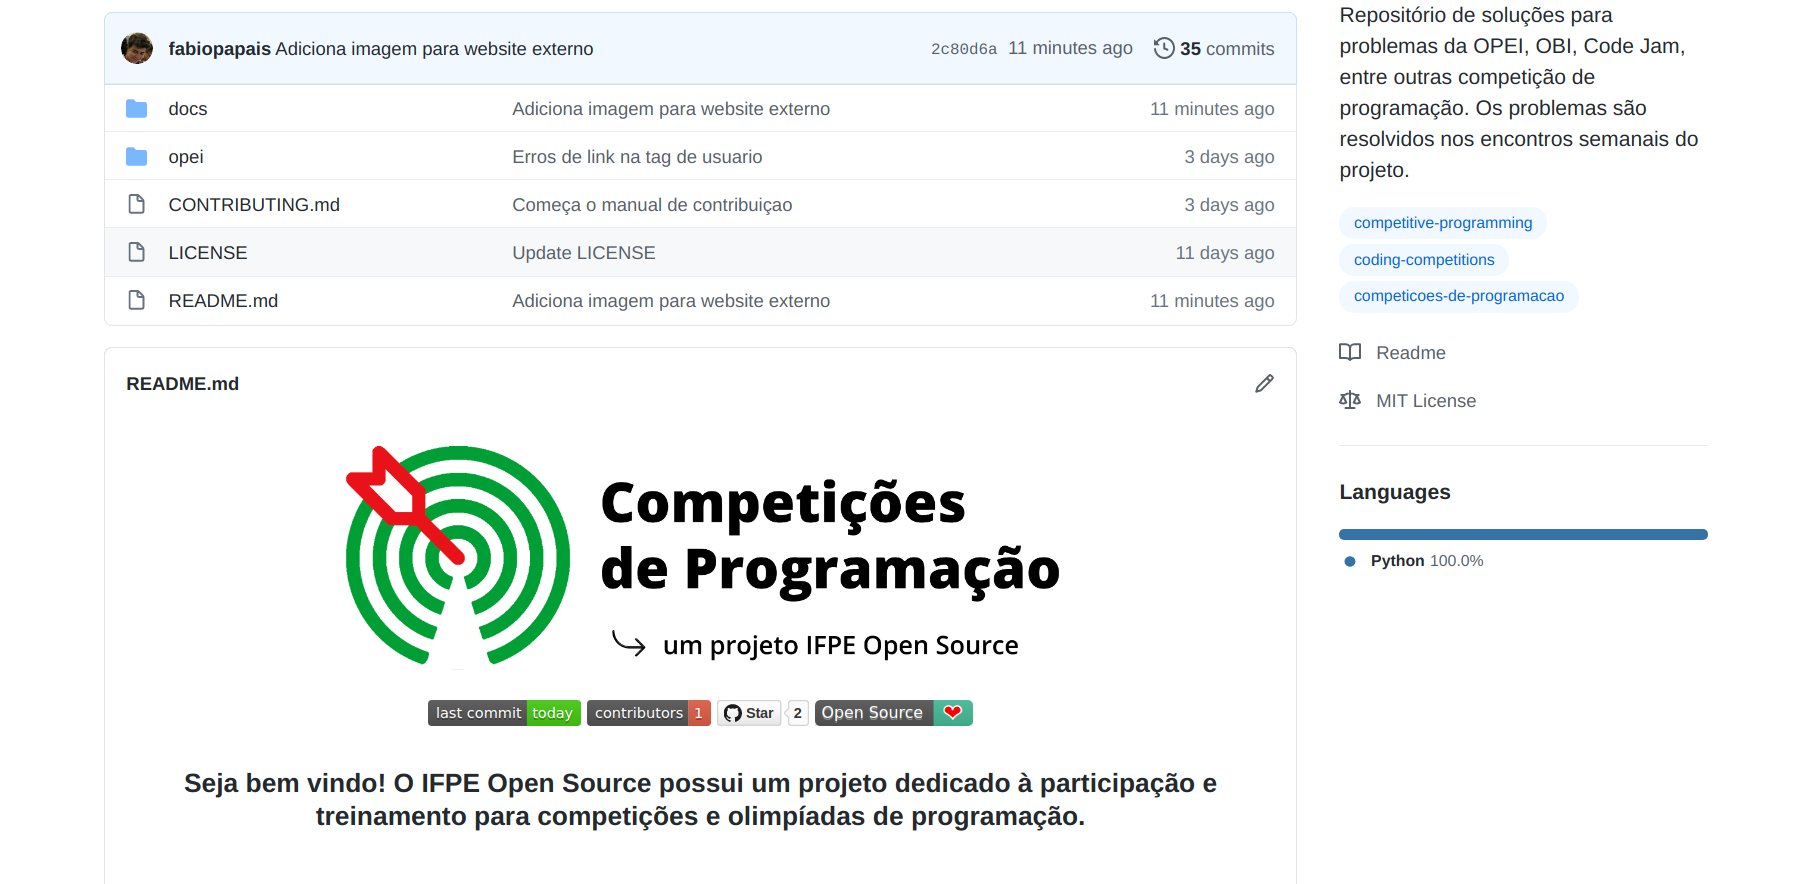 fabiopapais Adiciona imagem para website externo 2c80d6a 11 minutes ago 35 commits
docs Adiciona imagem para website externo 11 minutes ago
opei Erros de link na tag de usuario 3 days ago
CONTRIBUTING.md Começa o manual de contribuiçao 3 days ago
LICENSE Update LICENSE 11 days ago
README.md Adiciona imagem para website externo 11 minutes ago
README.md
Competições
de Programação
um projeto IFPE Open Source
last commit today contributors 1 Star 2 Open Source
Seja bem vindo! O IFPE Open Source possui um projeto dedicado à participação e
treinamento para competições e olimpíadas de programação.
Repositório de soluções para
problemas da OPEI, OBI, Code Jam,
entre outras competição de
programação. Os problemas são
resolvidos nos encontros semanais do
projeto.
competitive-programming
coding-competitions
competicoes-de-programacao
Readme
MIT License
Languages
Python 100.0%